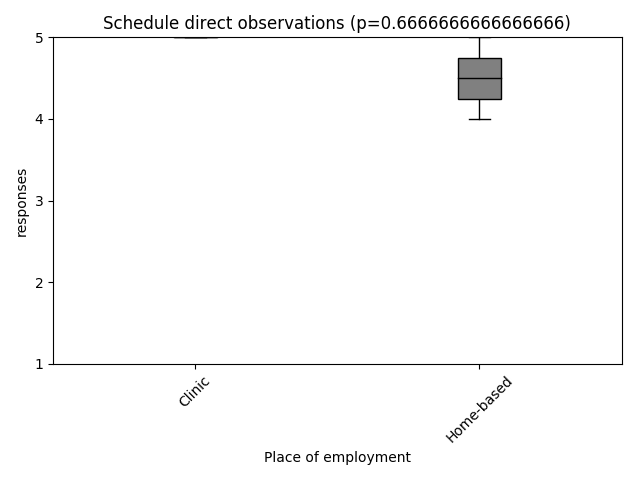 Schedule direct observations (p=0.6666666666666666)
5
4
3
2
1
responses
Clinic
Home-based
Place of employment